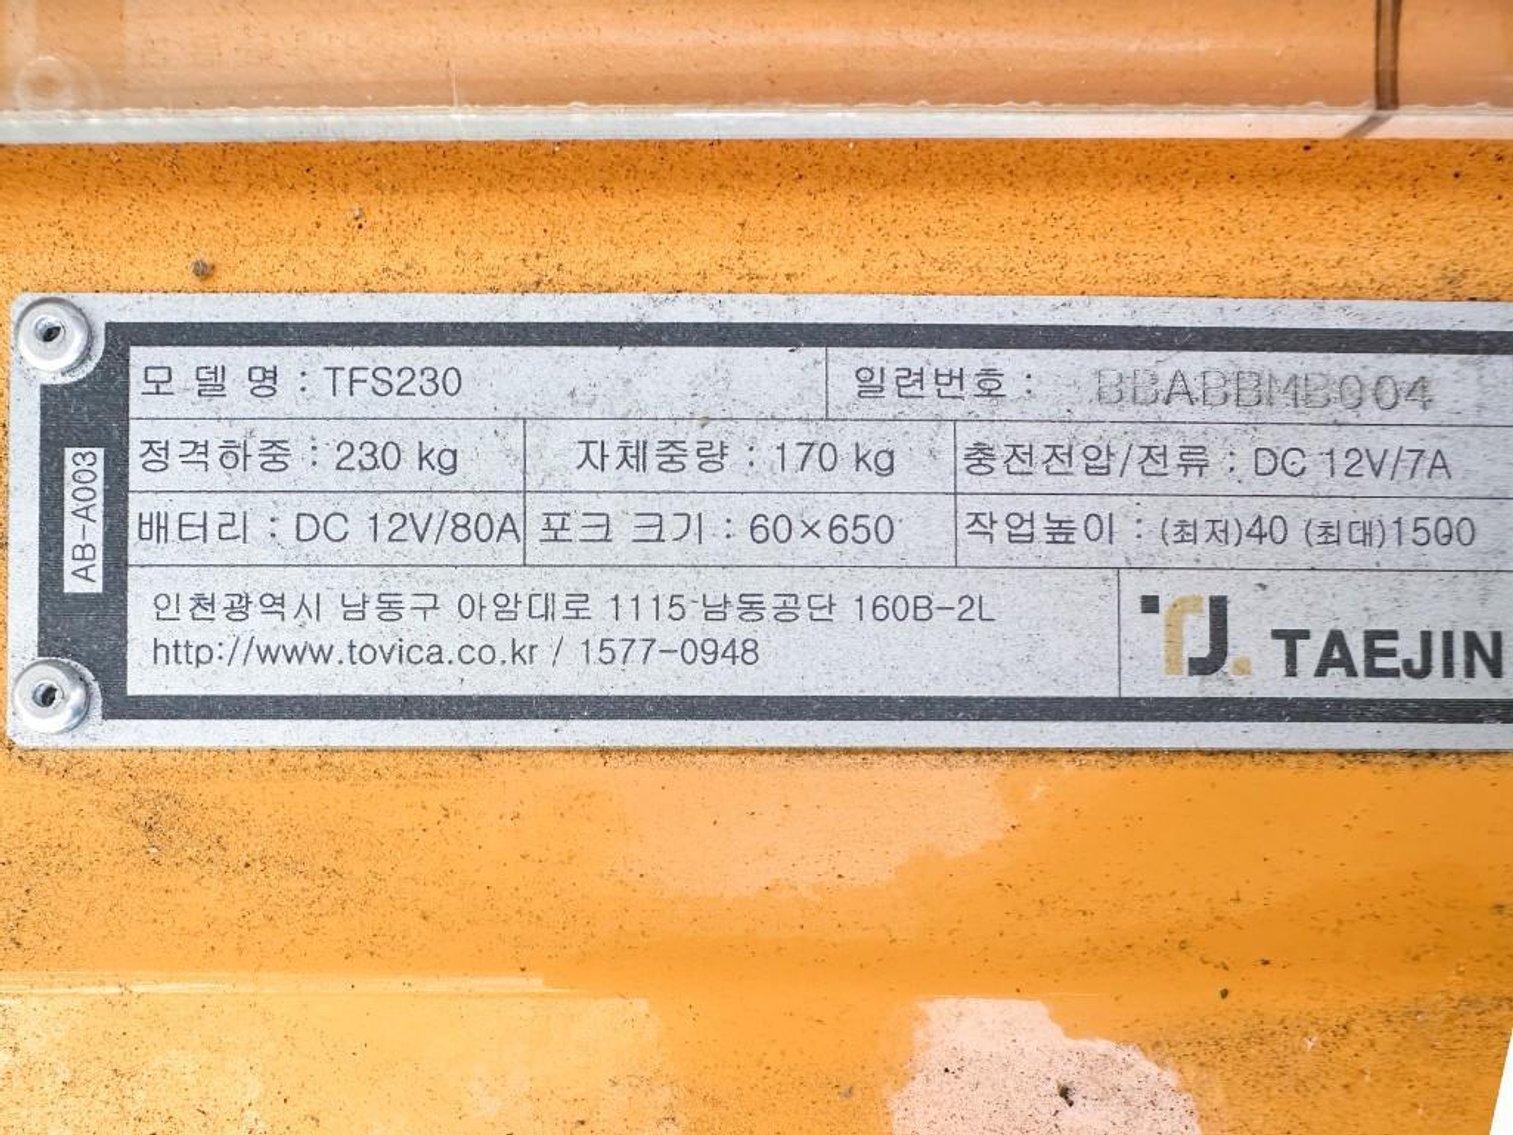 모 델 명 : TFS230
일련번호 : BBABBMB004
정격하중 : 230 kg
자체중량 : 170 kg
충전전압/전류 : DC 12V/7A
배터리 : DC 12V/80A
포크 크기 : 60×650
작업높이 : (최저)40 (최대)1500
인천광역시 남동구 아암대로 1115 남동공단 160B-2L
http://www.tovica.co.kr / 1577-0948
TJ. TAEJIN
AB-A003